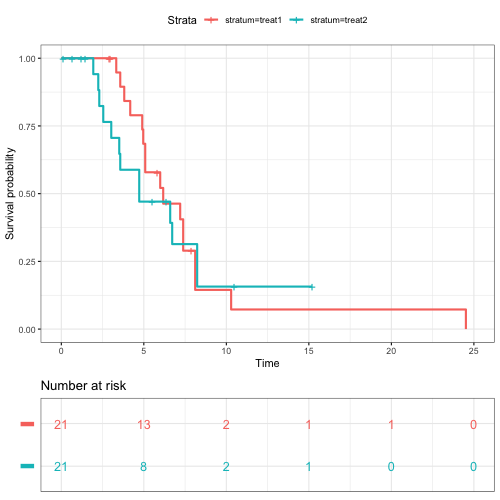 Strata stratum=treat1 stratum=treat2
1.00
0.75
0.50
0.25
0.00
Survival probability
0 5 10 15 20 25
Time
Number at risk
21 13 2 1 1 0
21 8 2 1 0 0